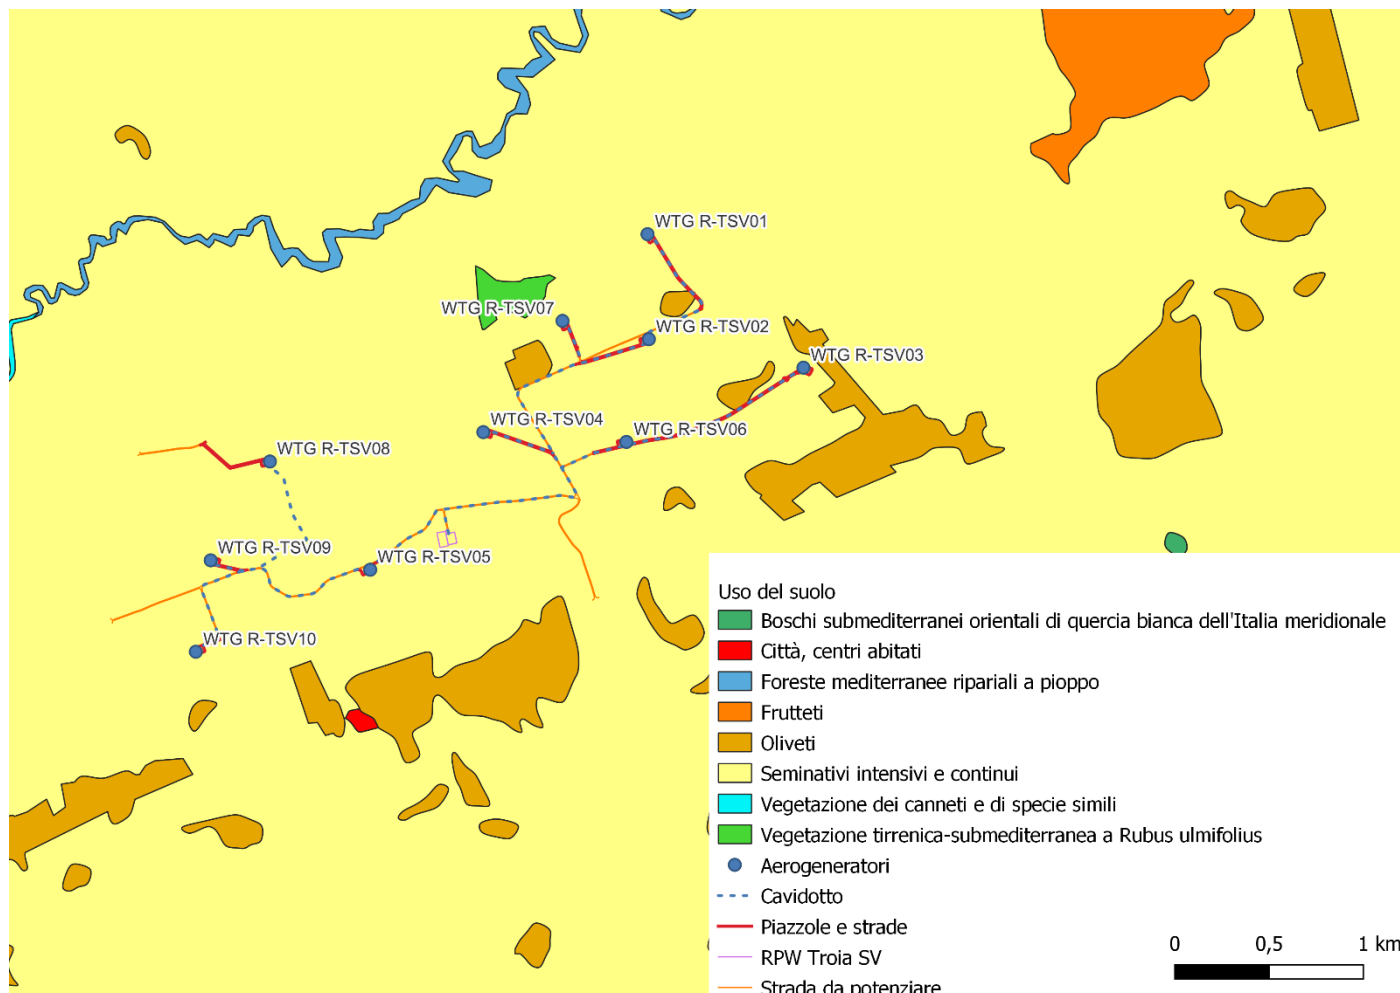 WTG R-TSV01
WTG R-TSV07
WTG R-TSV02
WTG R-TSV03
WTG R-TSV04
WTG R-TSV06
WTG R-TSV08
WTG R-TSV09
WTG R-TSV05
WTG R-TSV10
Uso del suolo
Boschi submediterranei orientali di quercia bianca dell'Italia meridionale
Città, centri abitati
Foreste mediterranee ripariali a pioppo
Frutteti
Oliveti
Seminativi intensivi e continui
Vegetazione dei canneti e di specie simili
Vegetazione tirrenica-submediterranea a Rubus ulmifolius
Aerogeneratori
Cavidotto
Piazzole e strade
RPW Troia SV
Strada da potenziare
0 0,5 1 km